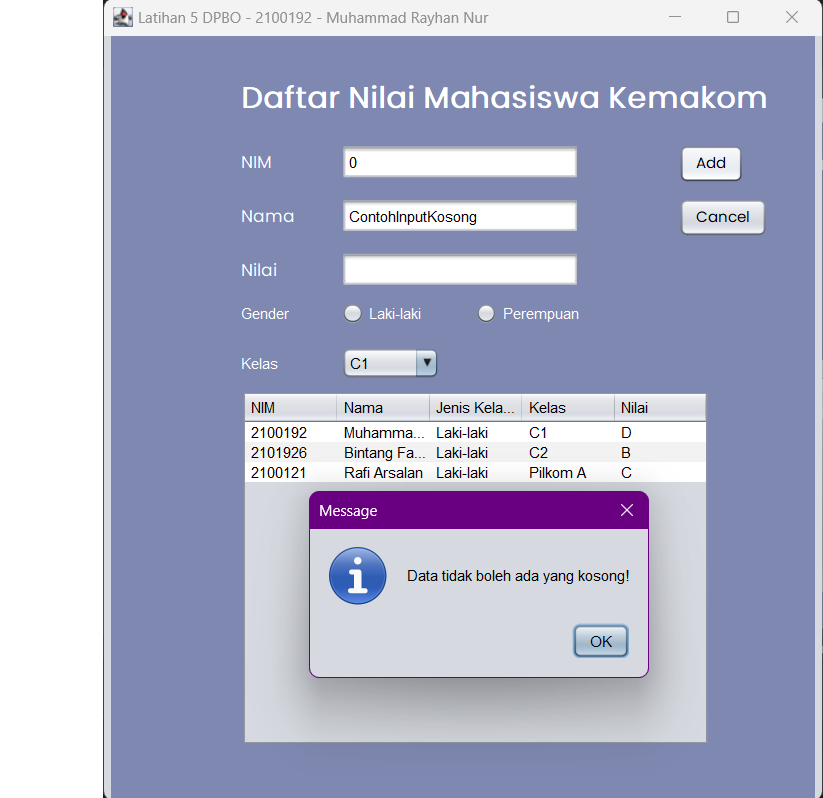 Latihan 5 DPBO - 2100192 - Muhammad Rayhan Nur
Daftar Nilai Mahasiswa Kemakom
NIM 0 Add
Nama ContohInputKosong Cancel
Nilai
Gender Laki-laki Perempuan
Kelas C1
NIM Nama Jenis Kela... Kelas Nilai
2100192 Muhamma... Laki-laki C1 D
2101926 Bintang Fa... Laki-laki C2 B
2100121 Rafi Arsalan Laki-laki Pilkom A C
Message
Data tidak boleh ada yang kosong!
OK